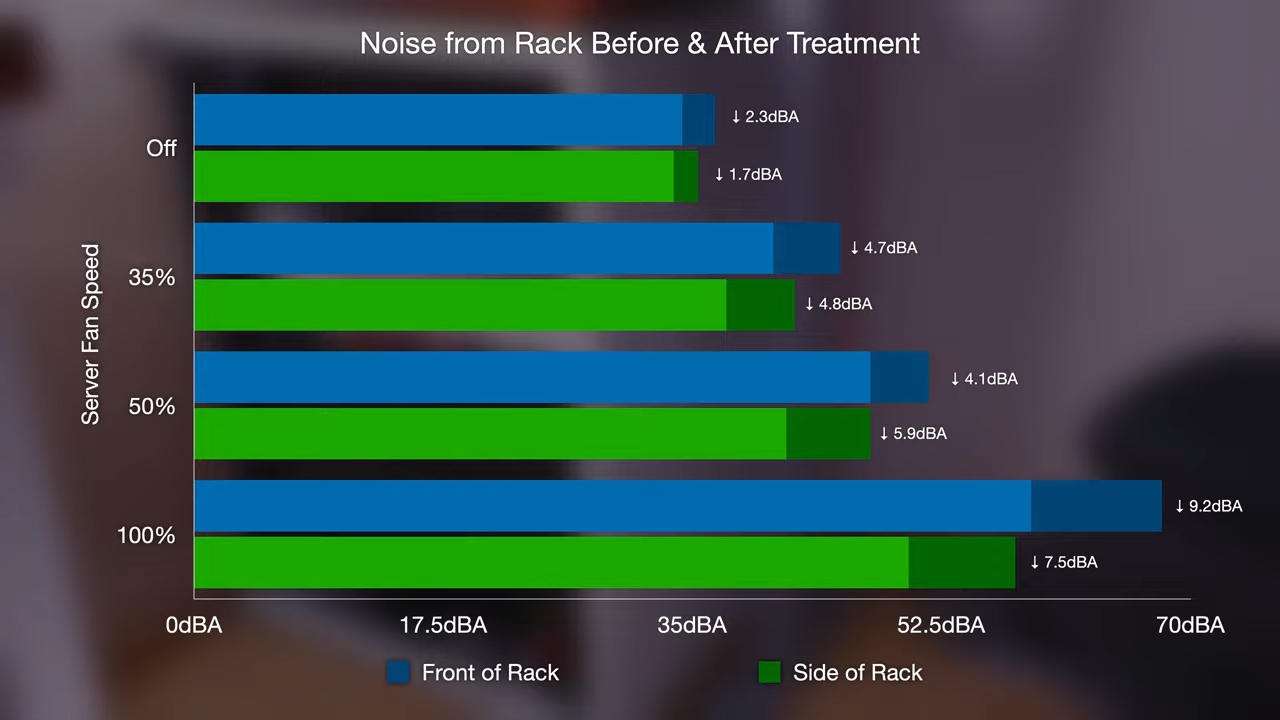 Noise from Rack Before & After Treatment
Server Fan Speed
Off
↓ 2.3dBA
↓ 1.7dBA
35%
↓ 4.7dBA
↓ 4.8dBA
50%
↓ 4.1dBA
↓ 5.9dBA
100%
↓ 9.2dBA
↓ 7.5dBA
0dBA 17.5dBA 35dBA 52.5dBA 70dBA
Front of Rack Side of Rack